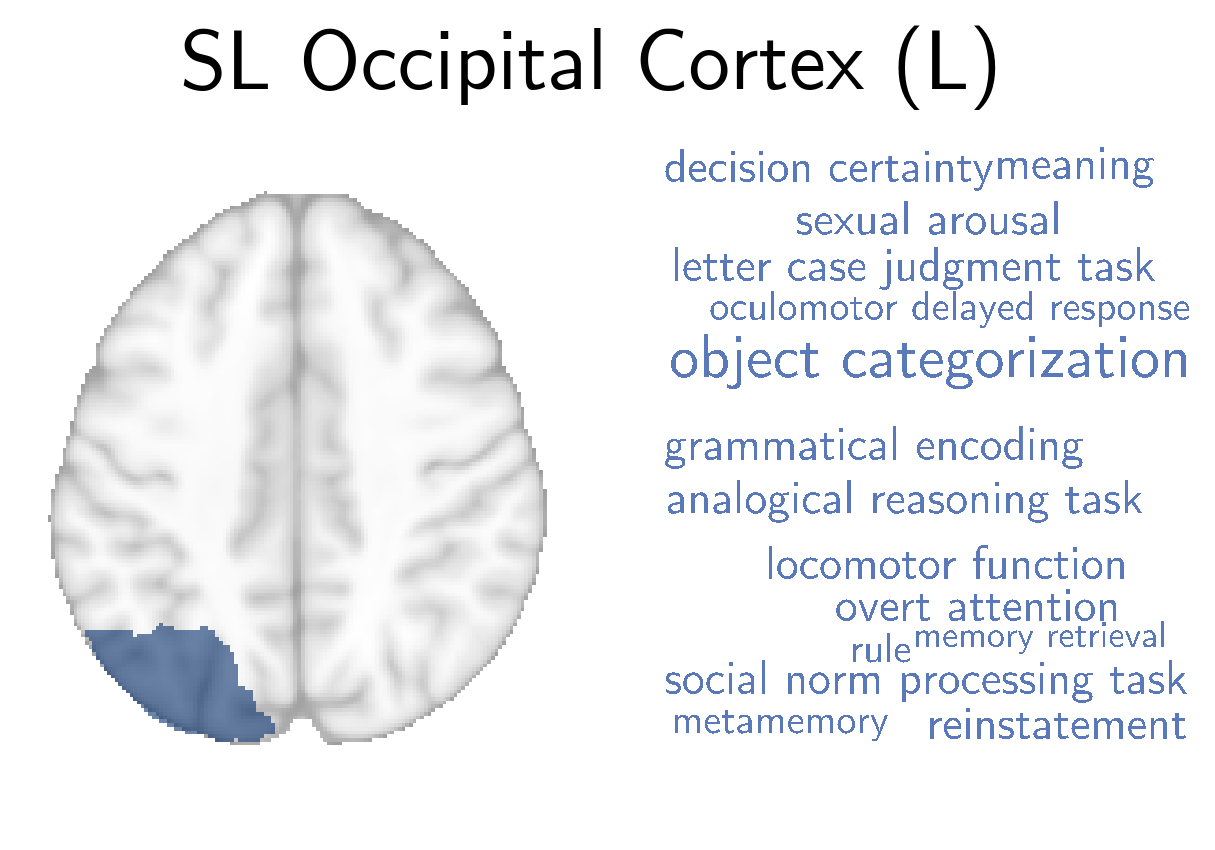 SL Occipital Cortex (L)
decision certainty meaning
sexual arousal
letter case judgment task
oculomotor delayed response
object categorization
grammatical encoding
analogical reasoning task
locomotor function
overt attention
rule memory retrieval
social norm processing task
metamemory reinstatement